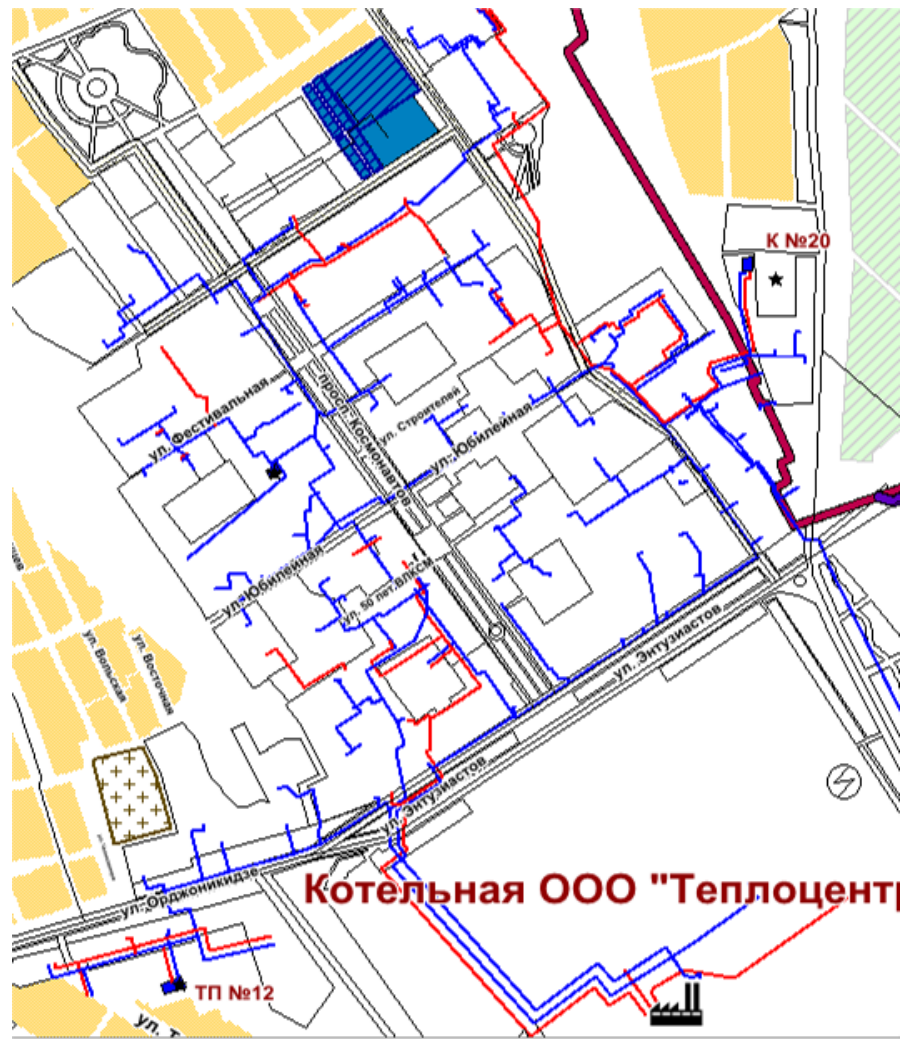 К №20
ул. Фестивальная
просп. Космонавтов
ул. Строителей
ул. Юбилейная
ул. Юбилейная
ул. 50 лет ВЛКСМ
ул. Энтузиастов
ул. Вольская
ул. Восточная
ул. Энтузиастов
Котельная ООО "Теплоцентр
ул. Орджоникидзе
ТП №12
ул. Т